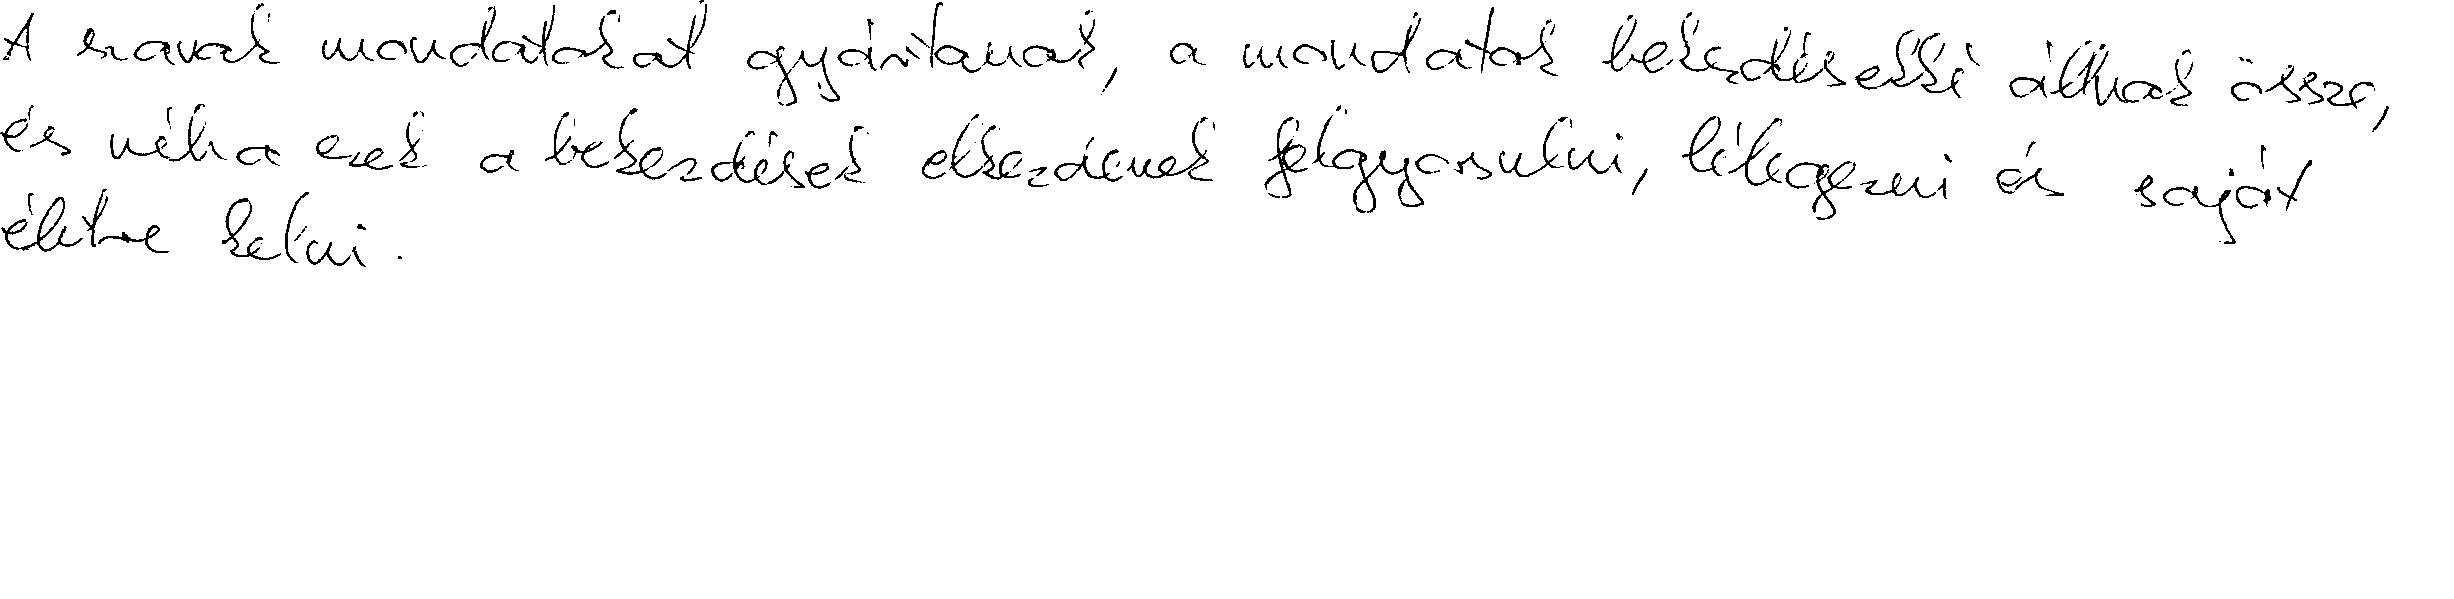 A szavak mondatokat gyártanak, a mondatok bekezdésekké állnak össze,
és néha ezek a bekezdések elkezdenek felgyorsulni, lélegezni és saját
életre kelni.